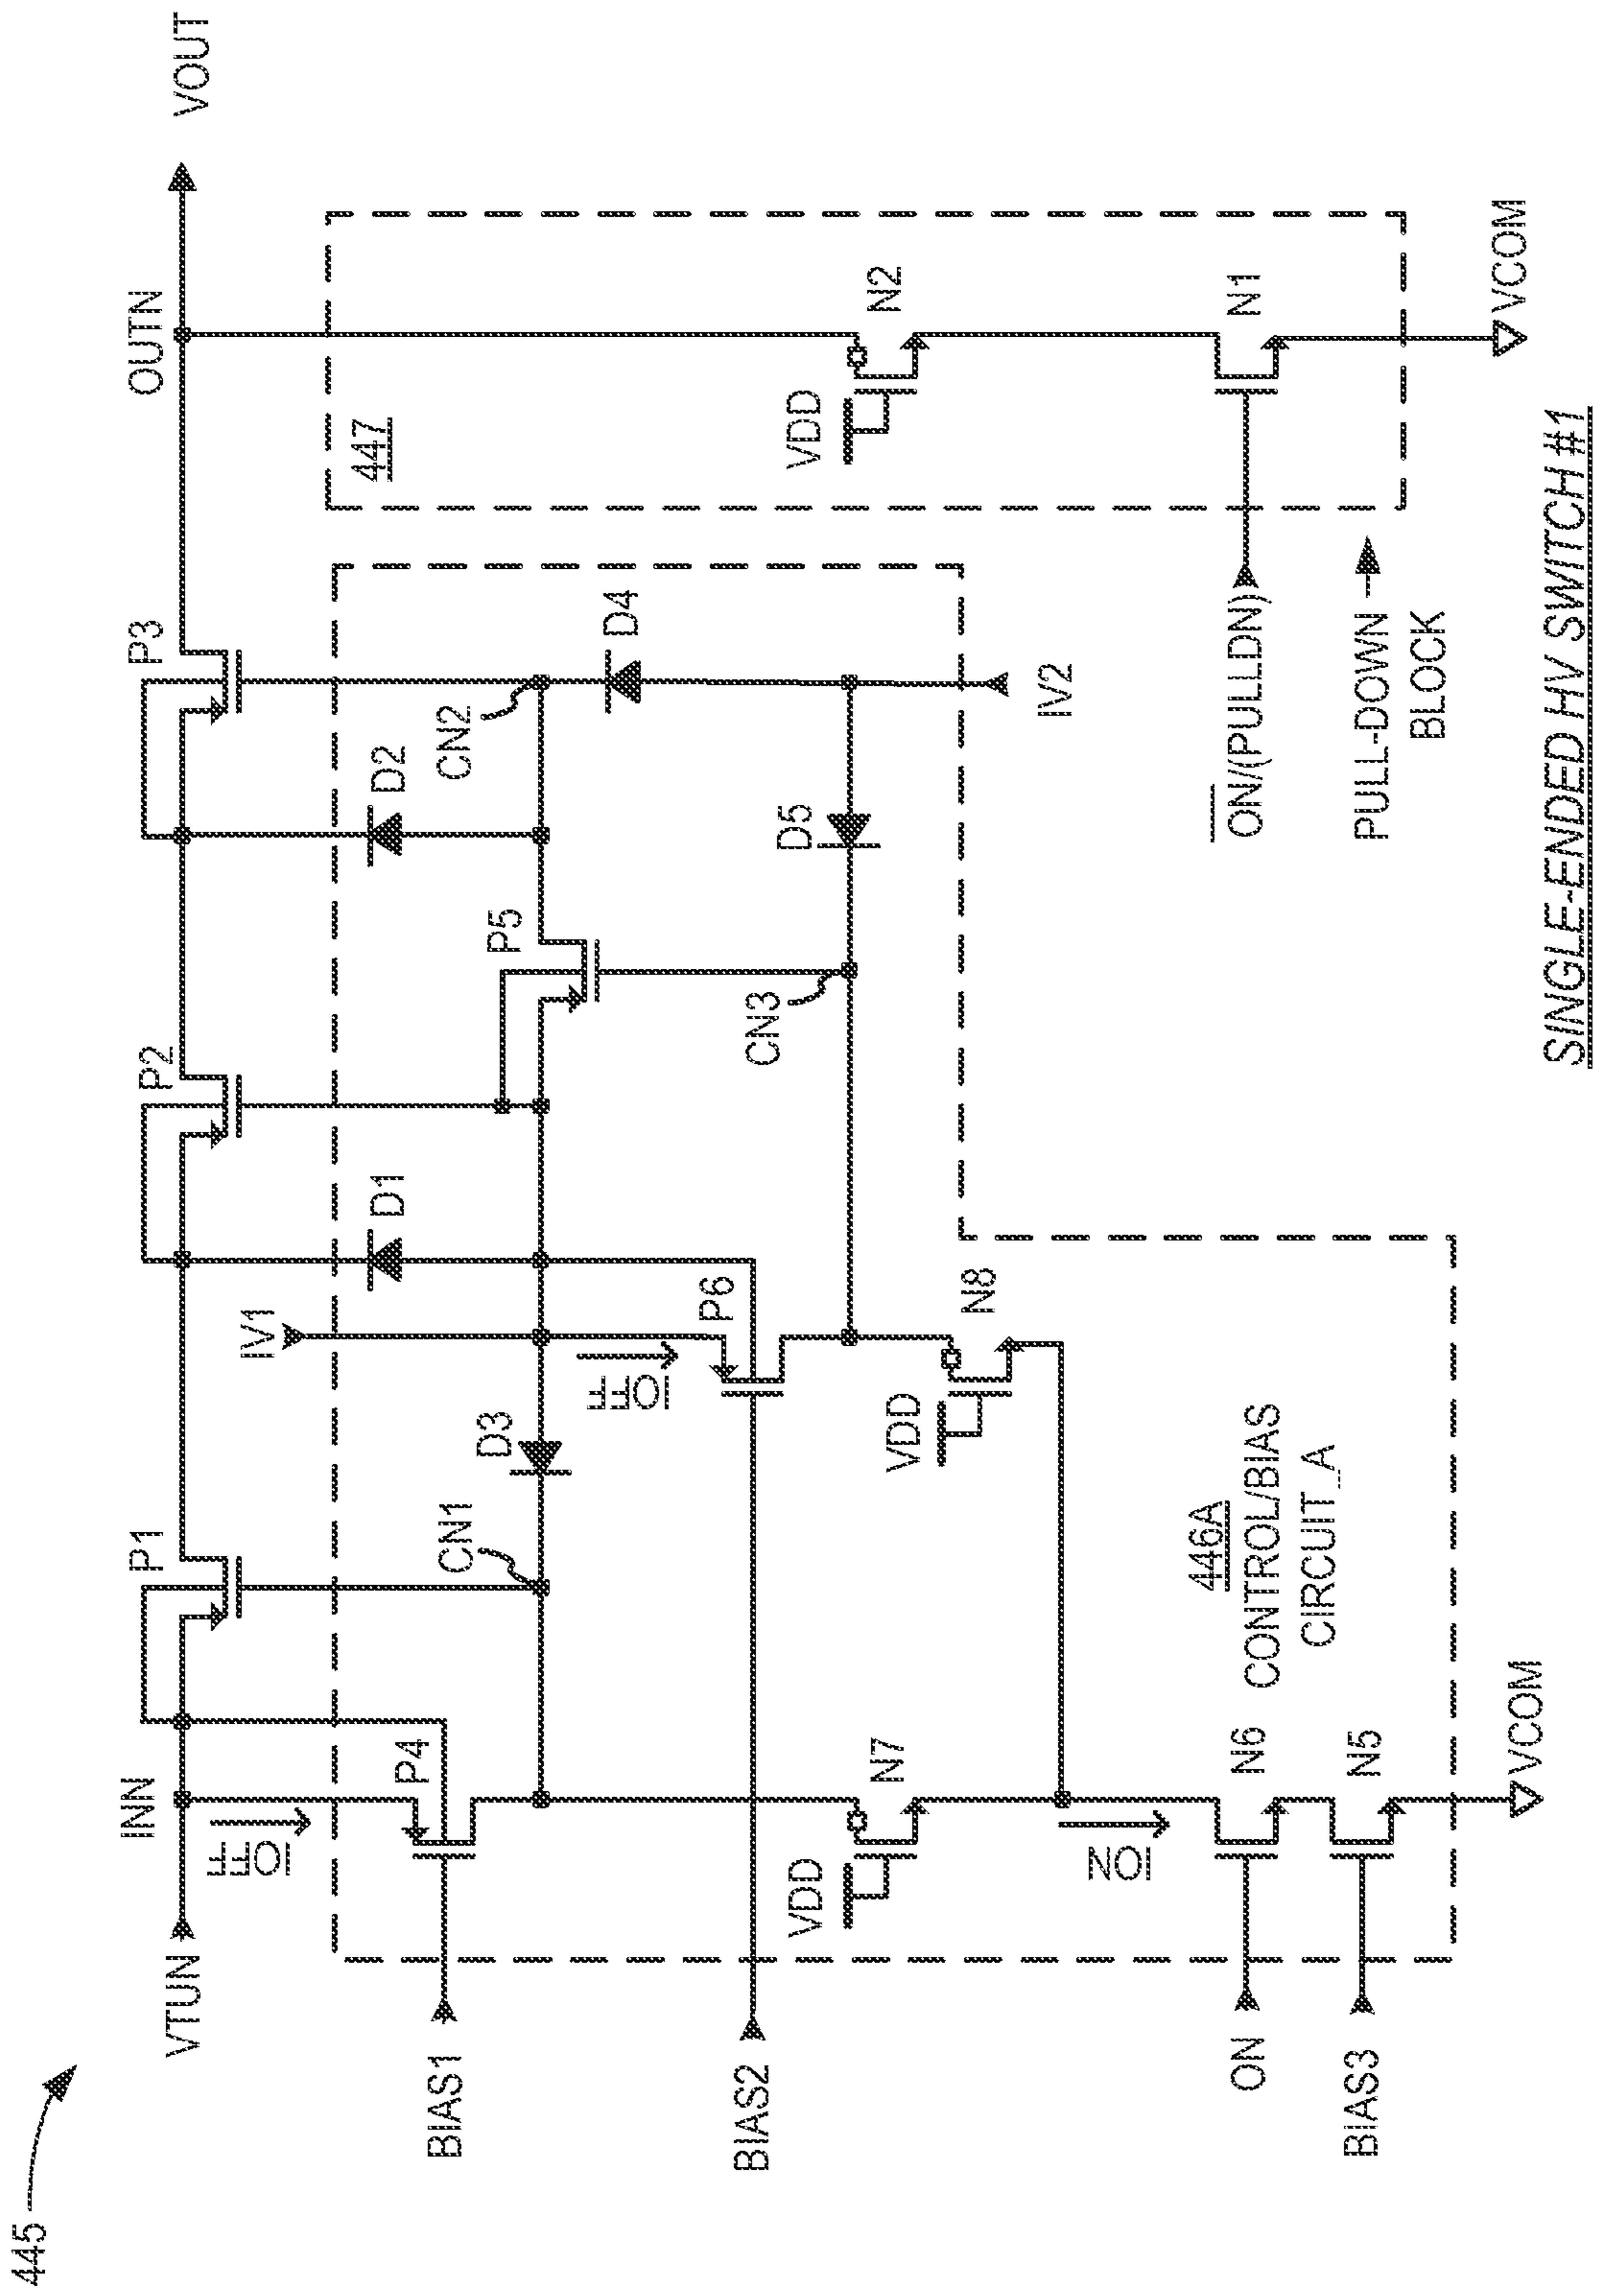 445
VTUN
INN
P1
P2
P3
OUTN
VOUT
IOFF
IV1
D1
D2
447
BIAS1
P4
CN1
D3
IOFF
P5
CN2
D4
BIAS2
P6
CN3
D5
VDD
N7
VDD
N8
IV2
VDD
N2
ION
446A
CONTROL/BIAS
CIRCUIT_A
ON
N6
BIAS3
N5
VCOM
ON/(PULLDN)
N1
PULL-DOWN
BLOCK
VCOM
SINGLE-ENDED HV SWITCH #1